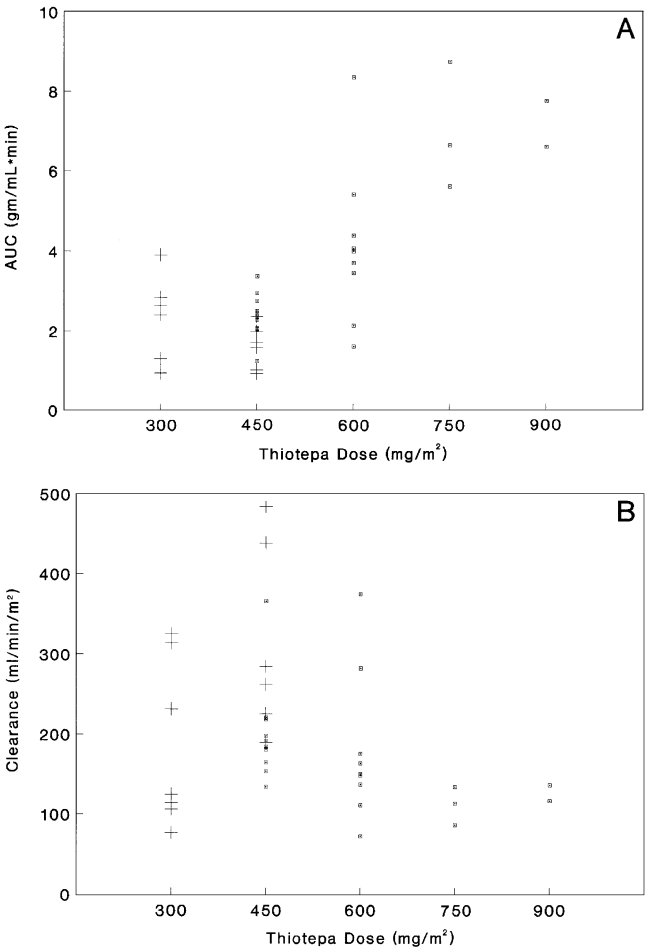 A
10
8
6
4
2
0
AUC (gm/mL*min)
300 450 600 750 900
Thiotepa Dose (mg/m²)
B
500
400
300
200
100
0
Clearance (ml/min/m²)
300 450 600 750 900
Thiotepa Dose (mg/m²)